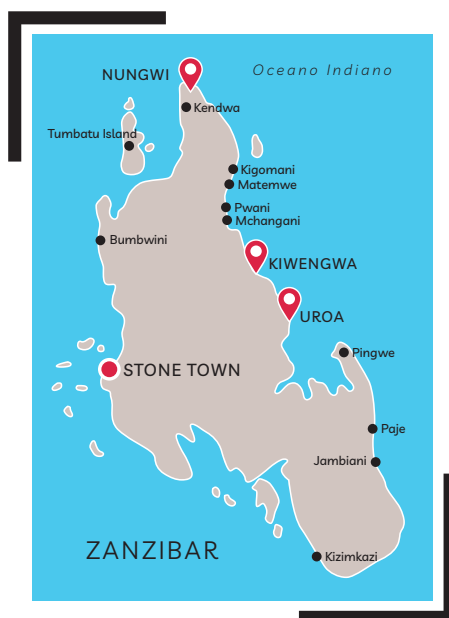 NUNGWI
Oceano Indiano
Kendwa
Tumbatu Island
Kigomani
Matemwe
Pwani
Mchangani
Bumbwini
KIWENGWA
UROA
Pingwe
STONE TOWN
Paje
Jambiani
ZANZIBAR
Kizimkazi